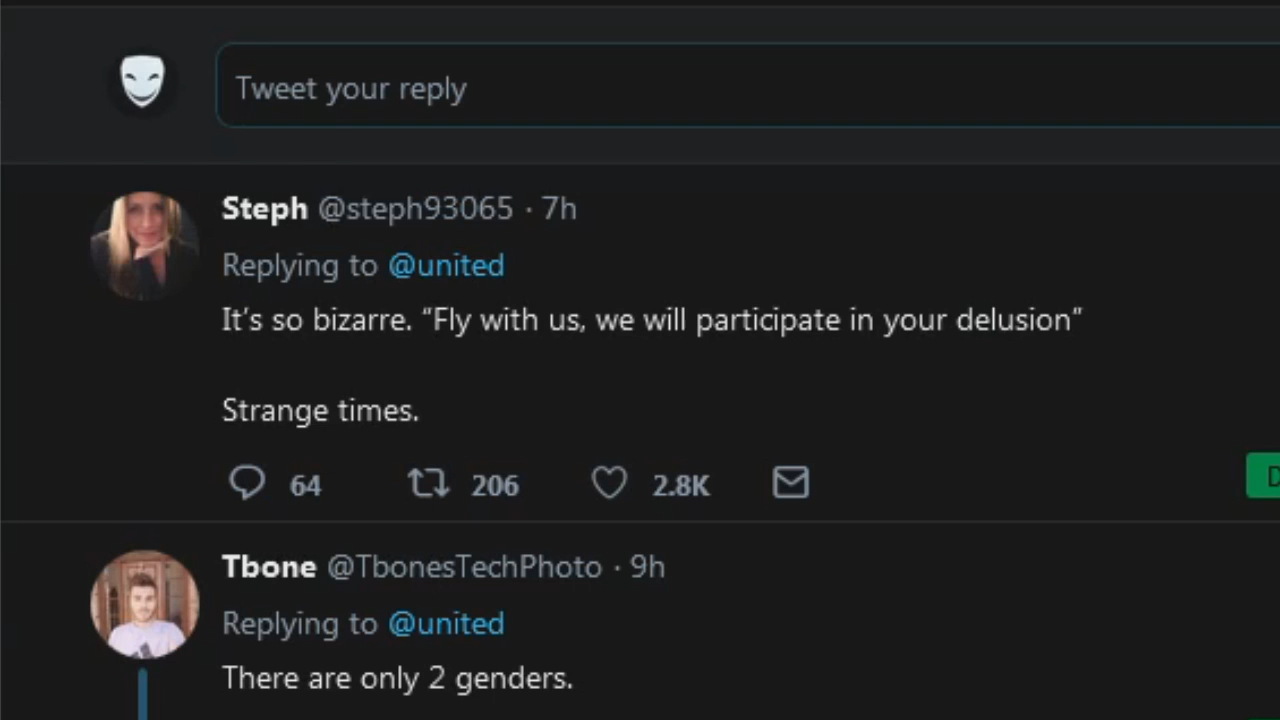 Tweet your reply
Steph @steph93065 · 7h
Replying to @united
It’s so bizarre. “Fly with us, we will participate in your delusion”
Strange times.
64 206 2.8K
Tbone @TbonesTechPhoto · 9h
Replying to @united
There are only 2 genders.